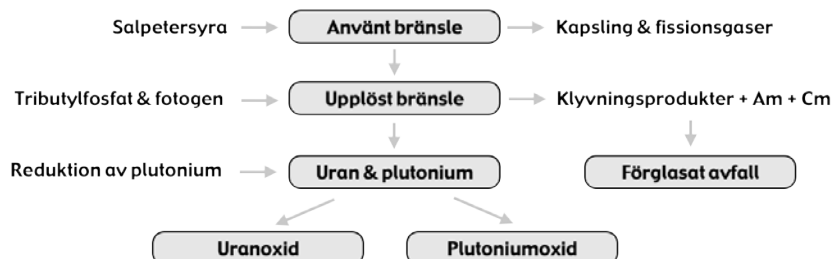 Salpetersyra
Använt bränsle
Kapsling & fissionsgaser
Tributylfosfat & fotogen
Upplöst bränsle
Klyvningsprodukter + Am + Cm
Reduktion av plutonium
Uran & plutonium
Förglasat avfall
Uranoxid
Plutoniumoxid